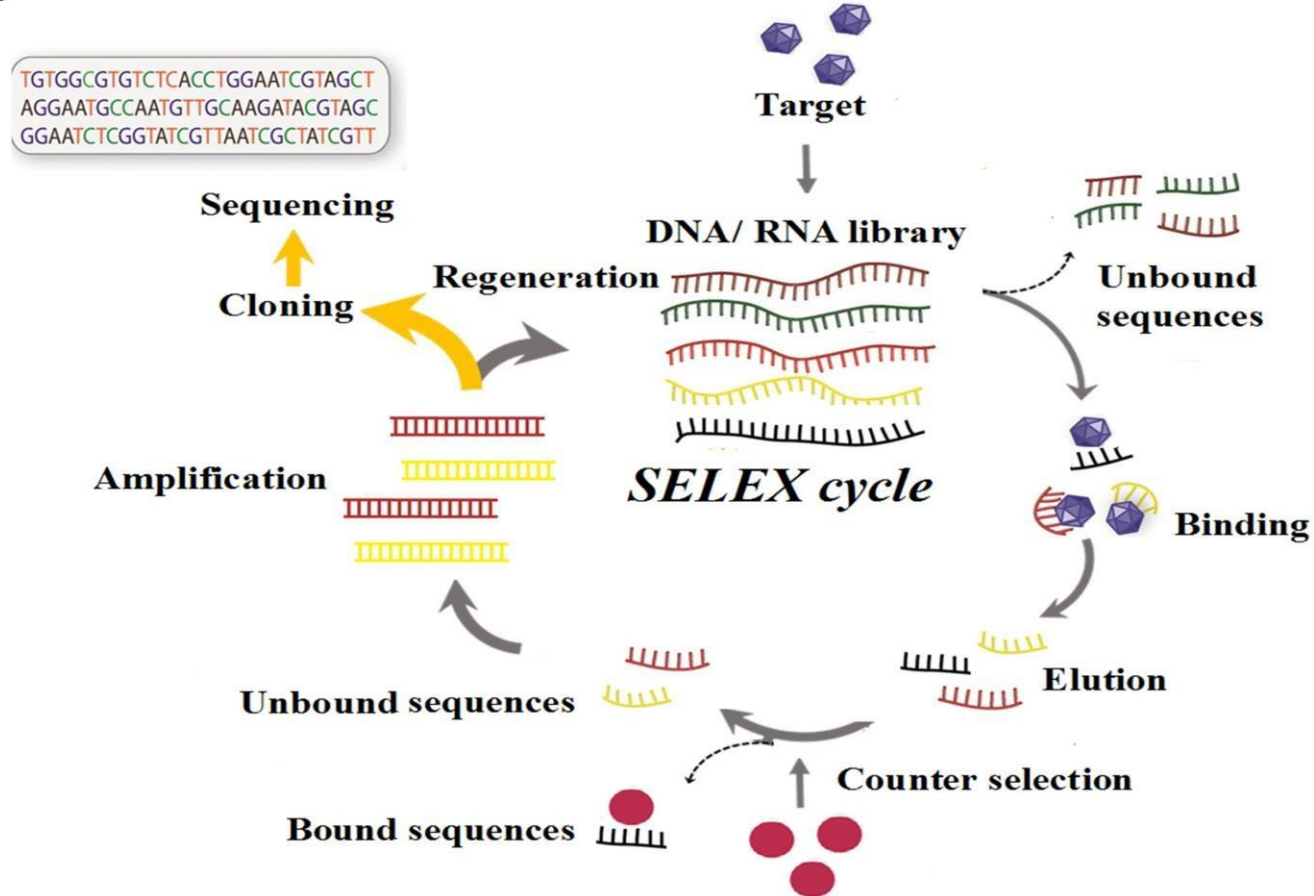 TGTGGCGTGTCTCACCTGGAATCGTAGCT
AGGAATGCCAATGTTGCAAGATACGTAGC
GGAATCTCGGTATCGTTAATCGCTATCGTT
Target
Sequencing
DNA/ RNA library
Regeneration
Cloning
Unbound
sequences
Amplification
SELEX cycle
Binding
Elution
Unbound sequences
Counter selection
Bound sequences